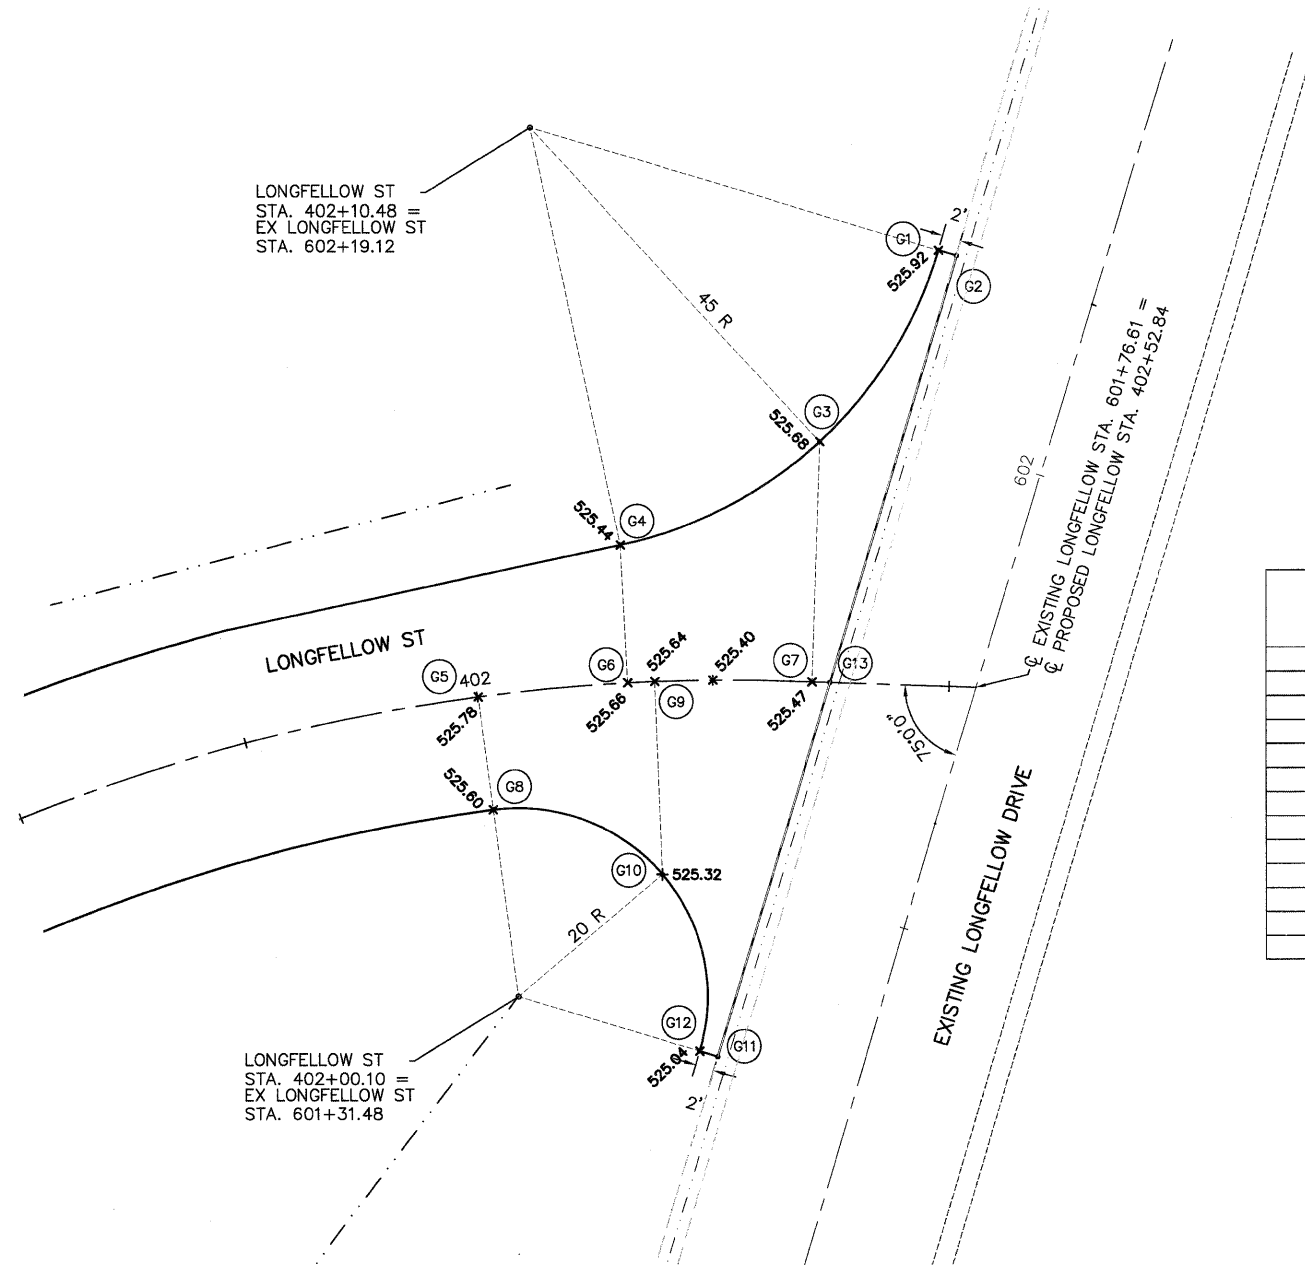 LONGFELLOW ST
STA. 402+10.48 =
EX LONGFELLOW ST
STA. 602+19.12
2'
G1
525.92
G2
45 R
G3
525.68
525.44
G4
602
℄ EXISTING LONGFELLOW STA. 601+76.61 =
℄ PROPOSED LONGFELLOW STA. 402+52.84
LONGFELLOW ST
G5
402
525.78
G6
525.64
525.66
G9
525.40
G7
525.47
G13
75°0'0"
525.60
G8
G10
525.32
20 R
EXISTING LONGFELLOW DRIVE
G12
525.04
G11
2'
LONGFELLOW ST
STA. 402+00.10 =
EX LONGFELLOW ST
STA. 601+31.48